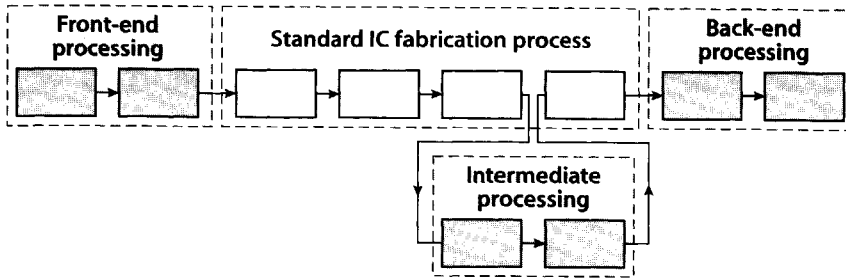 Front-end
processing
Standard IC fabrication process
Back-end
processing
Intermediate
processing